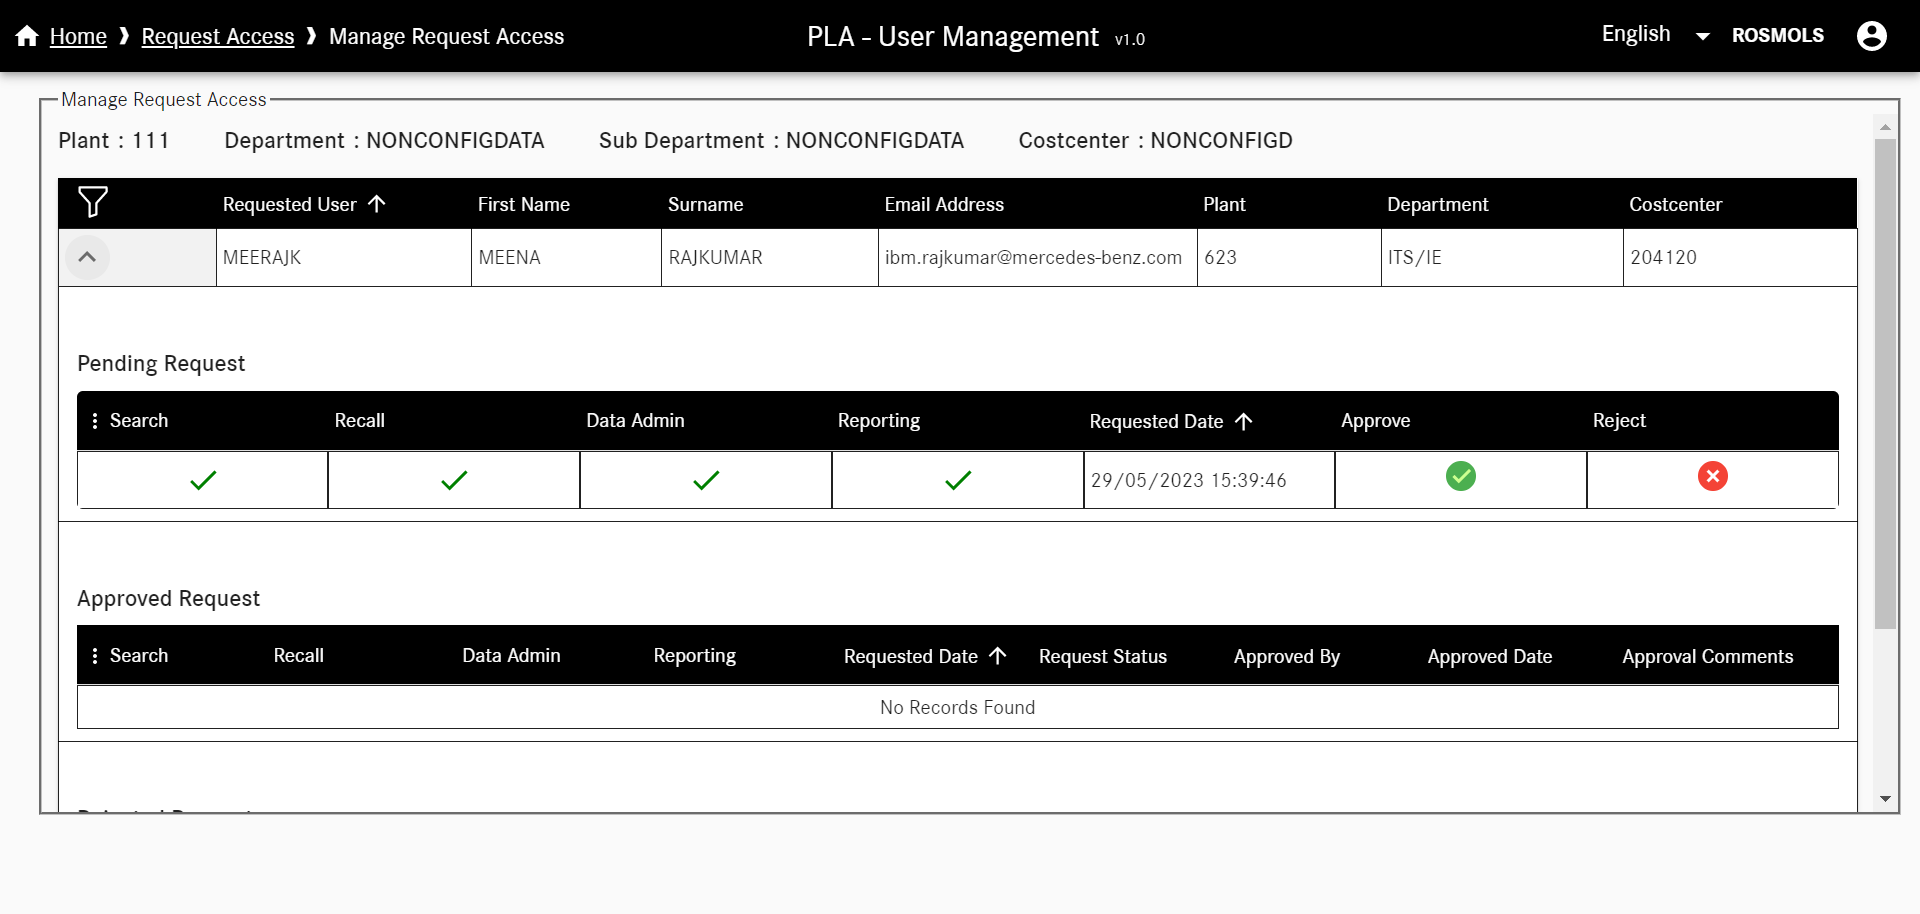 Home ❱ Request Access ❱ Manage Request Access
PLA - User Management v1.0
English
ROSMOLS
Manage Request Access
Plant : 111 Department : NONCONFIGDATA Sub Department : NONCONFIGDATA Costcenter : NONCONFIGD
Requested User First Name Surname Email Address Plant Department Costcenter
MEERAJK MEENA RAJKUMAR ibm.rajkumar@mercedes-benz.com 623 ITS/IE 204120
Pending Request
Search Recall Data Admin Reporting Requested Date Approve Reject
29/05/2023 15:39:46
Approved Request
Search Recall Data Admin Reporting Requested Date Request Status Approved By Approved Date Approval Comments
No Records Found